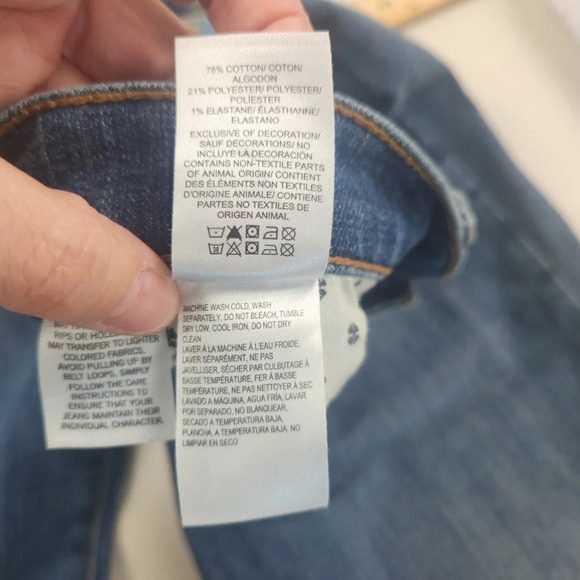 78% COTTON/ COTON/
ALGODON
21% POLYESTER/ POLYESTER/
POLÍESTER
1% ELASTANE/ ÉLASTHANNE/
ELASTANO
EXCLUSIVE OF DECORATION/
SAUF DECORATIONS/ NO
INCLUYE LA DECORACIÓN
CONTAINS NON-TEXTILE PARTS
OF ANIMAL ORIGIN/ CONTIENT
DES ÉLÉMENTS NON TEXTILES
D'ORIGINE ANIMALE/ CONTIENE
PARTES NO TEXTILES DE
ORIGEN ANIMAL
30
MACHINE WASH COLD, WASH
SEPARATELY, DO NOT BLEACH, TUMBLE
DRY LOW, COOL IRON, DO NOT DRY
CLEAN
LAVER À LA MACHINE À L'EAU FROIDE,
LAVER SÉPARÉMENT, NE PAS
JAVELLISER, SÉCHER PAR CULBUTAGE À
BASSE TEMPÉRATURE, FER À BASSE
TEMPÉRATURE, NE PAS NETTOYER À SEC
LAVADO A MÁQUINA, AGUA FRÍA, LAVAR
POR SEPARADO, NO BLANQUEAR,
SECADO A TEMPERATURA BAJA,
PLANCHA, A TEMPERATURA BAJA, NO
LIMPIAR EN SECO
RIPS OR
MAY TRANSFER TO LIGHTER
COLORED FABRICS.
AVOID PULLING UP BY
BELT LOOPS, SIMPLY
FOLLOW THE CARE
INSTRUCTIONS TO
ENSURE THAT YOUR
JEANS MAINTAIN THEIR
INDIVIDUAL CHARACTER.